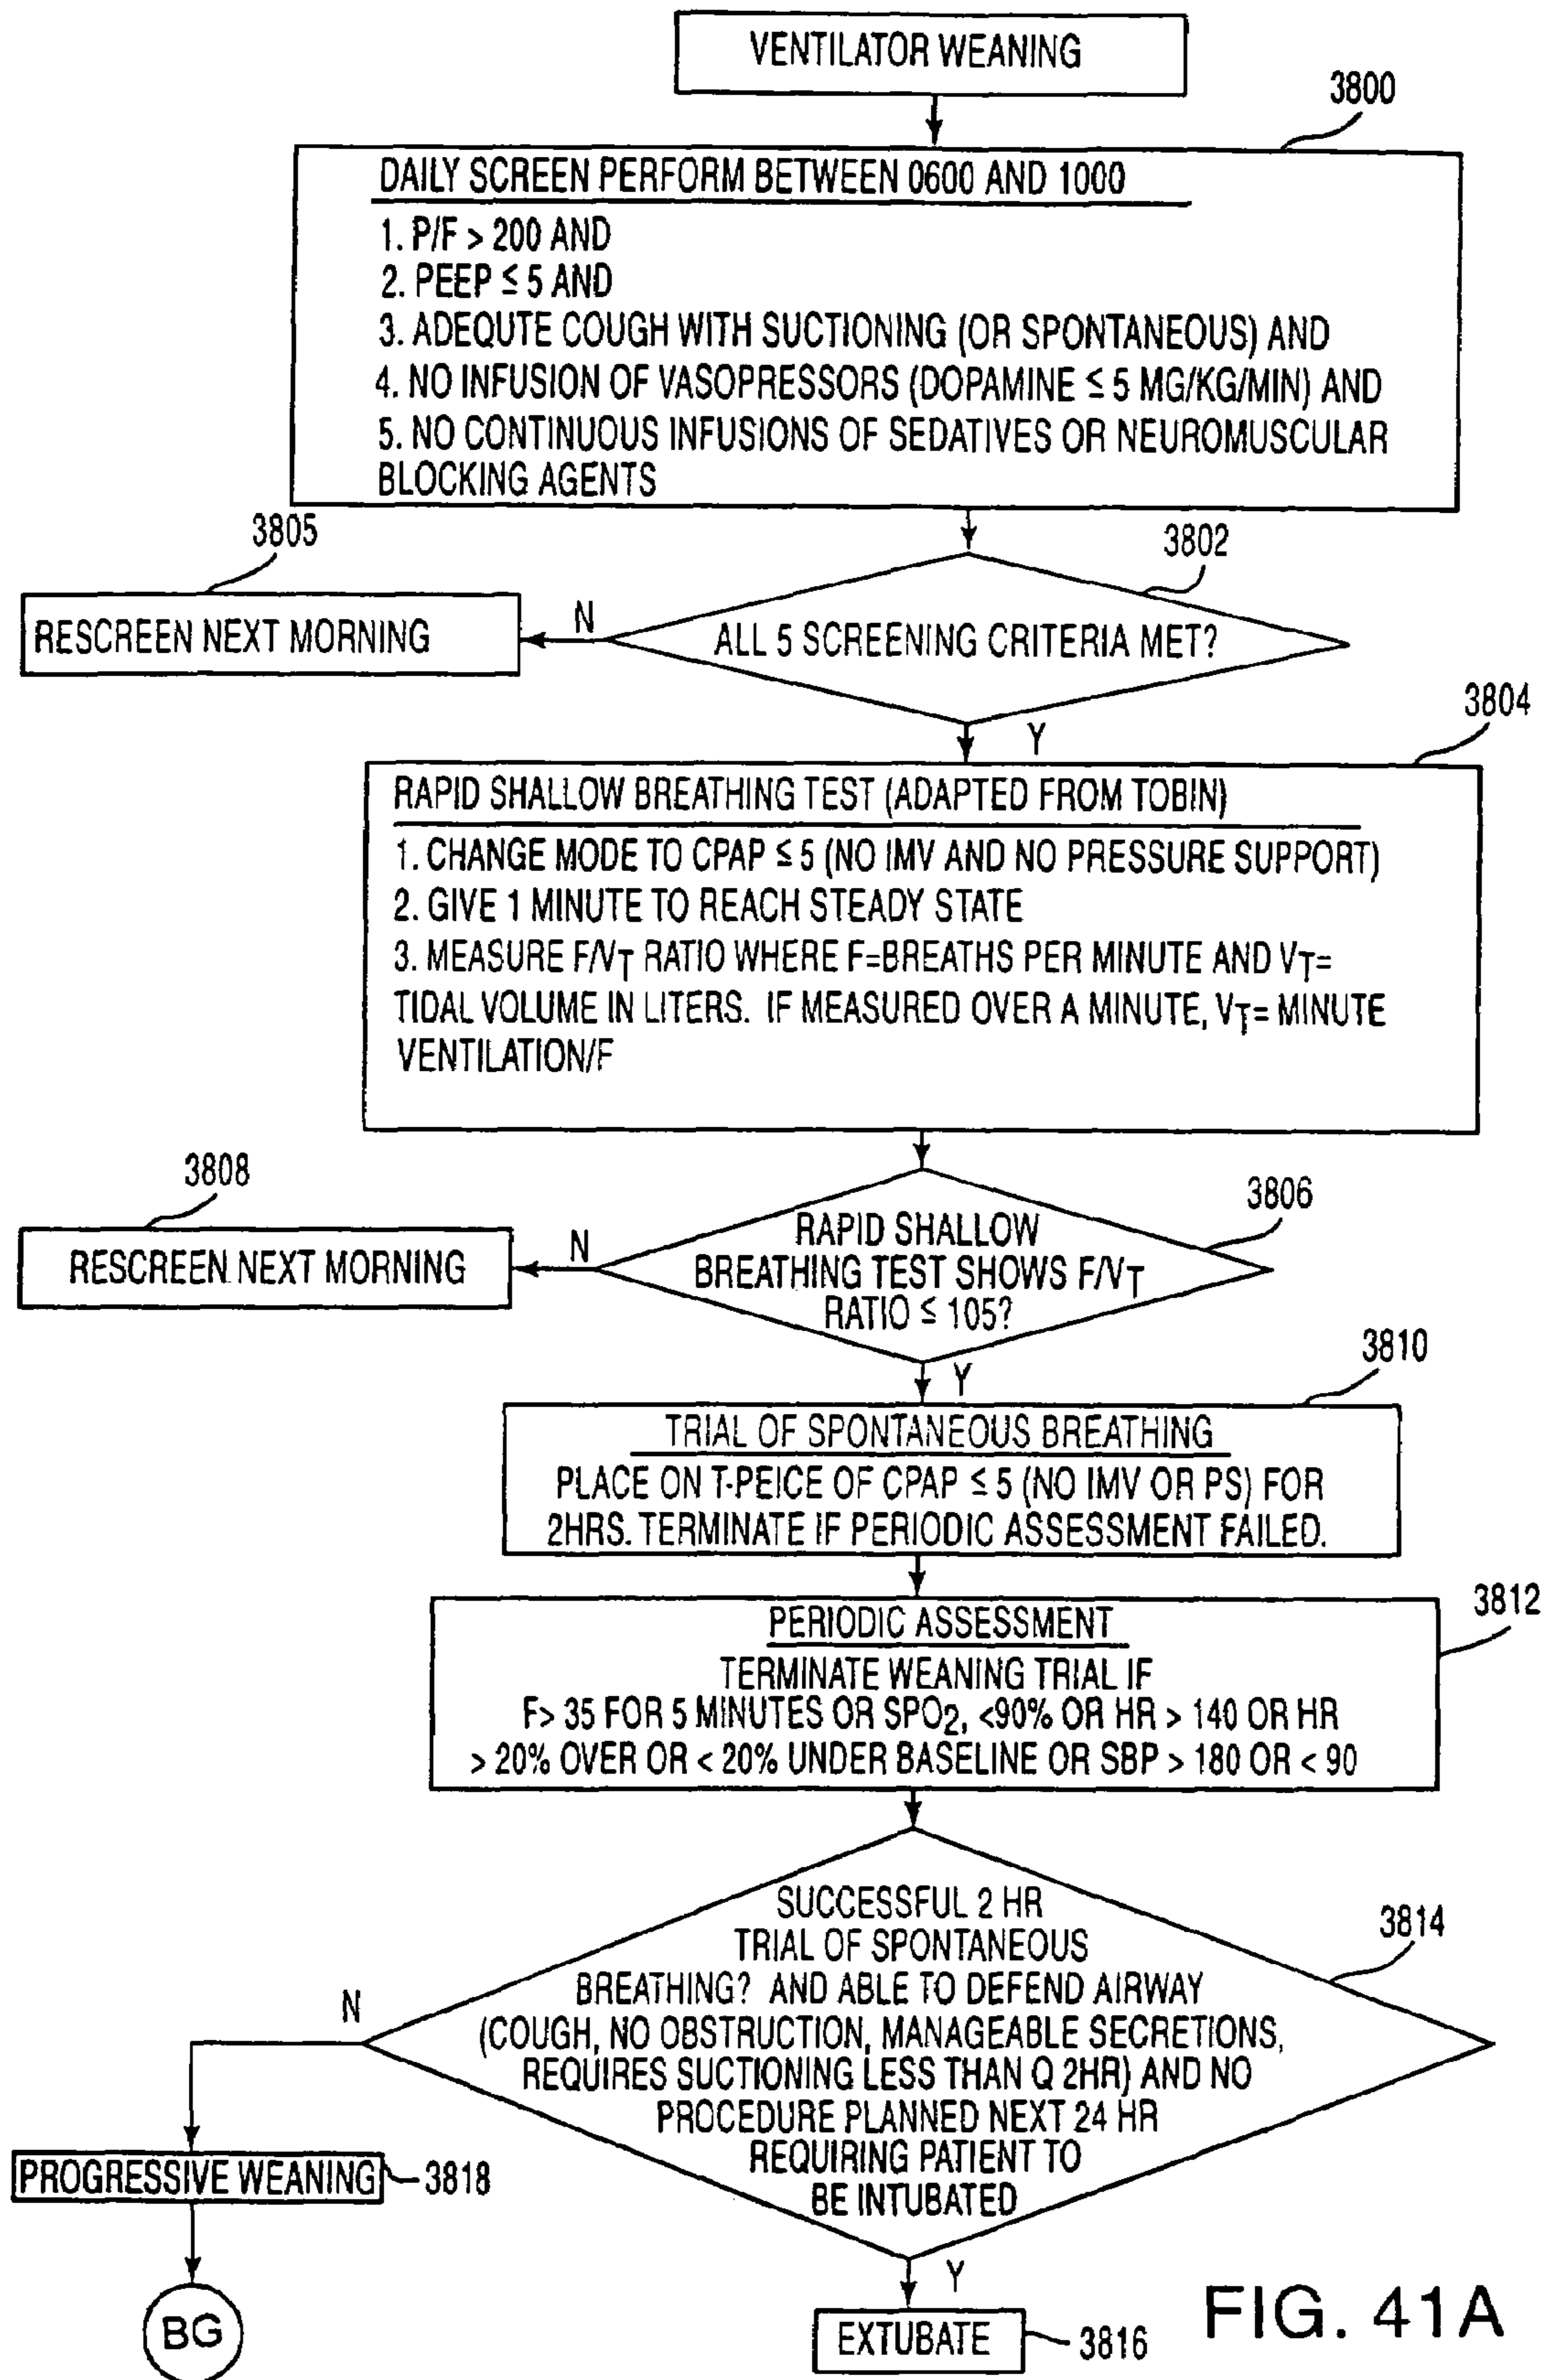 VENTILATOR WEANING
3800
DAILY SCREEN PERFORM BETWEEN 0600 AND 1000
1. P/F > 200 AND
2. PEEP ≤ 5 AND
3. ADEQUTE COUGH WITH SUCTIONING (OR SPONTANEOUS) AND
4. NO INFUSION OF VASOPRESSORS (DOPAMINE ≤ 5 MG/KG/MIN) AND
5. NO CONTINUOUS INFUSIONS OF SEDATIVES OR NEUROMUSCULAR
BLOCKING AGENTS
3805
3802
RESCREEN NEXT MORNING
N
ALL 5 SCREENING CRITERIA MET?
Y
3804
RAPID SHALLOW BREATHING TEST (ADAPTED FROM TOBIN)
1. CHANGE MODE TO CPAP ≤ 5 (NO IMV AND NO PRESSURE SUPPORT)
2. GIVE 1 MINUTE TO REACH STEADY STATE
3. MEASURE F/VT RATIO WHERE F=BREATHS PER MINUTE AND VT=
TIDAL VOLUME IN LITERS. IF MEASURED OVER A MINUTE, VT= MINUTE
VENTILATION/F
3808
3806
RESCREEN NEXT MORNING
N
RAPID SHALLOW
BREATHING TEST SHOWS F/VT
RATIO ≤ 105?
Y
3810
TRIAL OF SPONTANEOUS BREATHING
PLACE ON T-PEICE OF CPAP ≤ 5 (NO IMV OR PS) FOR
2HRS. TERMINATE IF PERIODIC ASSESSMENT FAILED.
3812
PERIODIC ASSESSMENT
TERMINATE WEANING TRIAL IF
F> 35 FOR 5 MINUTES OR SPO2, <90% OR HR > 140 OR HR
> 20% OVER OR < 20% UNDER BASELINE OR SBP > 180 OR < 90
3814
SUCCESSFUL 2 HR
TRIAL OF SPONTANEOUS
BREATHING? AND ABLE TO DEFEND AIRWAY
(COUGH, NO OBSTRUCTION, MANAGEABLE SECRETIONS,
REQUIRES SUCTIONING LESS THAN Q 2HR) AND NO
PROCEDURE PLANNED NEXT 24 HR
REQUIRING PATIENT TO
BE INTUBATED
N
PROGRESSIVE WEANING
3818
BG
Y
EXTUBATE
3816
FIG. 41A